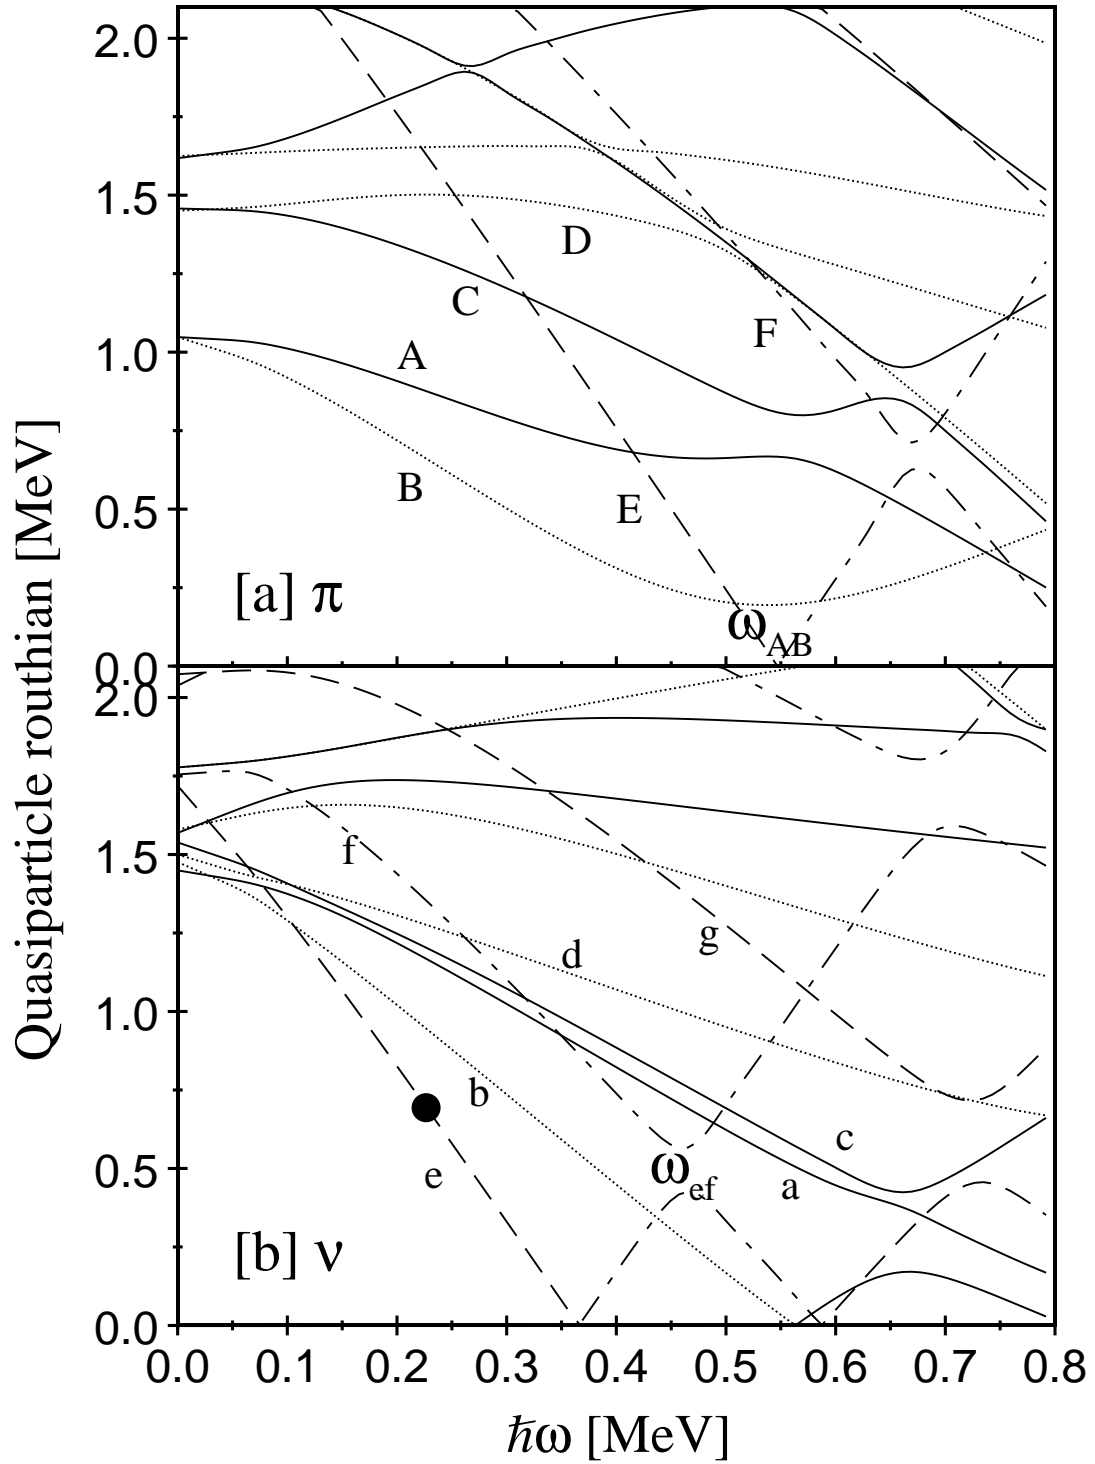 Quasiparticle routhian [MeV]
2.0
1.5
1.0
0.5
0.0
D
C
F
A
B
E
[a] π
ω_AB
2.0
1.5
1.0
0.5
0.0
f
g
d
b
c
e
ω_ef
a
[b] ν
0.0 0.1 0.2 0.3 0.4 0.5 0.6 0.7 0.8
ħω [MeV]